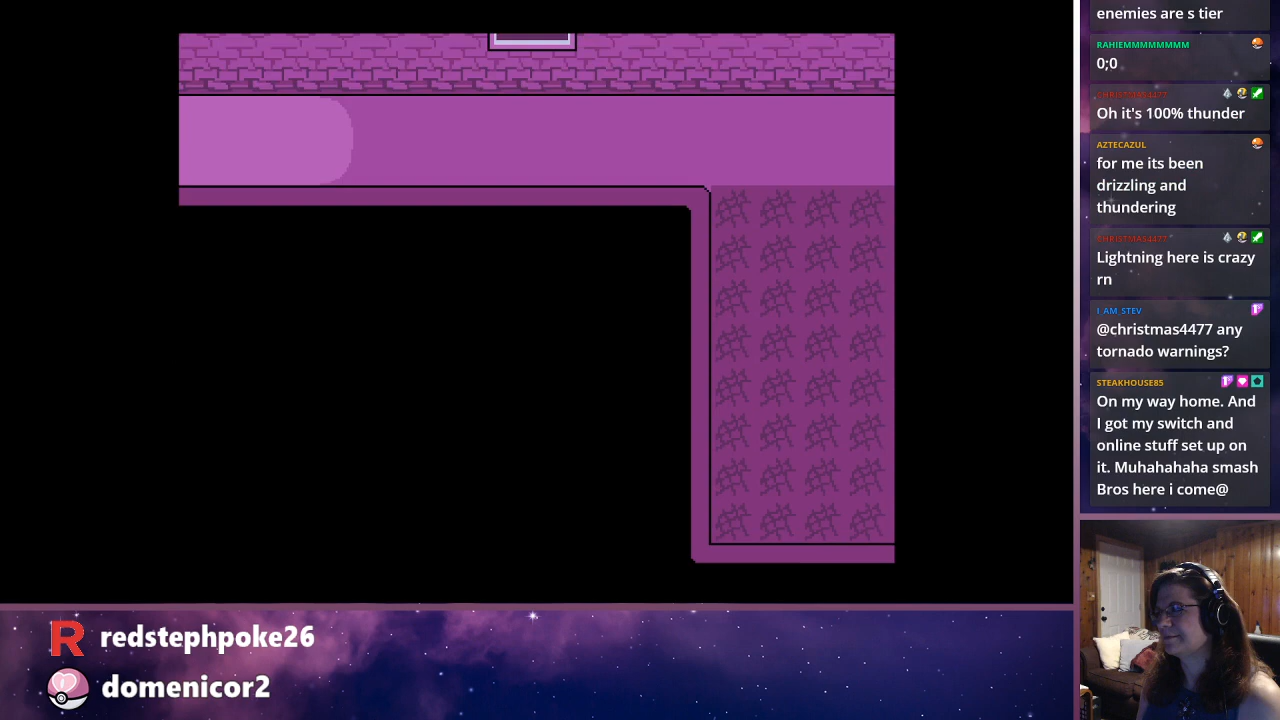 enemies are s tier
RAHIEMMMMMMMM
0;0
CHRISTMAS4477
Oh it's 100% thunder
AZTECAZUL
for me its been
drizzling and
thundering
CHRISTMAS4477
Lightning here is crazy
rn
I_AM_STEV
@christmas4477 any
tornado warnings?
STEAKHOUSE85
On my way home. And
I got my switch and
online stuff set up on
it. Muhahahaha smash
Bros here i come@
R redstephpoke26
domenicor2